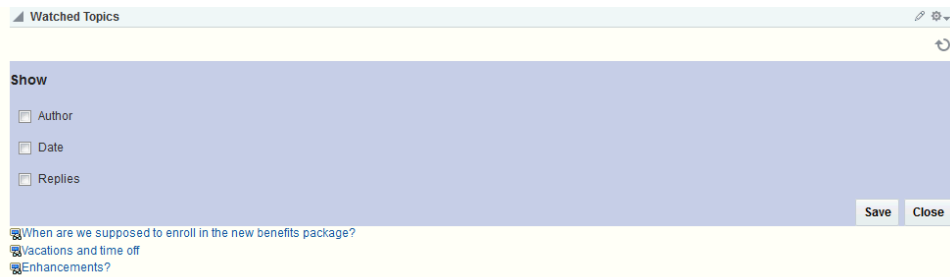 Watched Topics
Show
Author
Date
Replies
Save Close
When are we supposed to enroll in the new benefits package?
Vacations and time off
Enhancements?